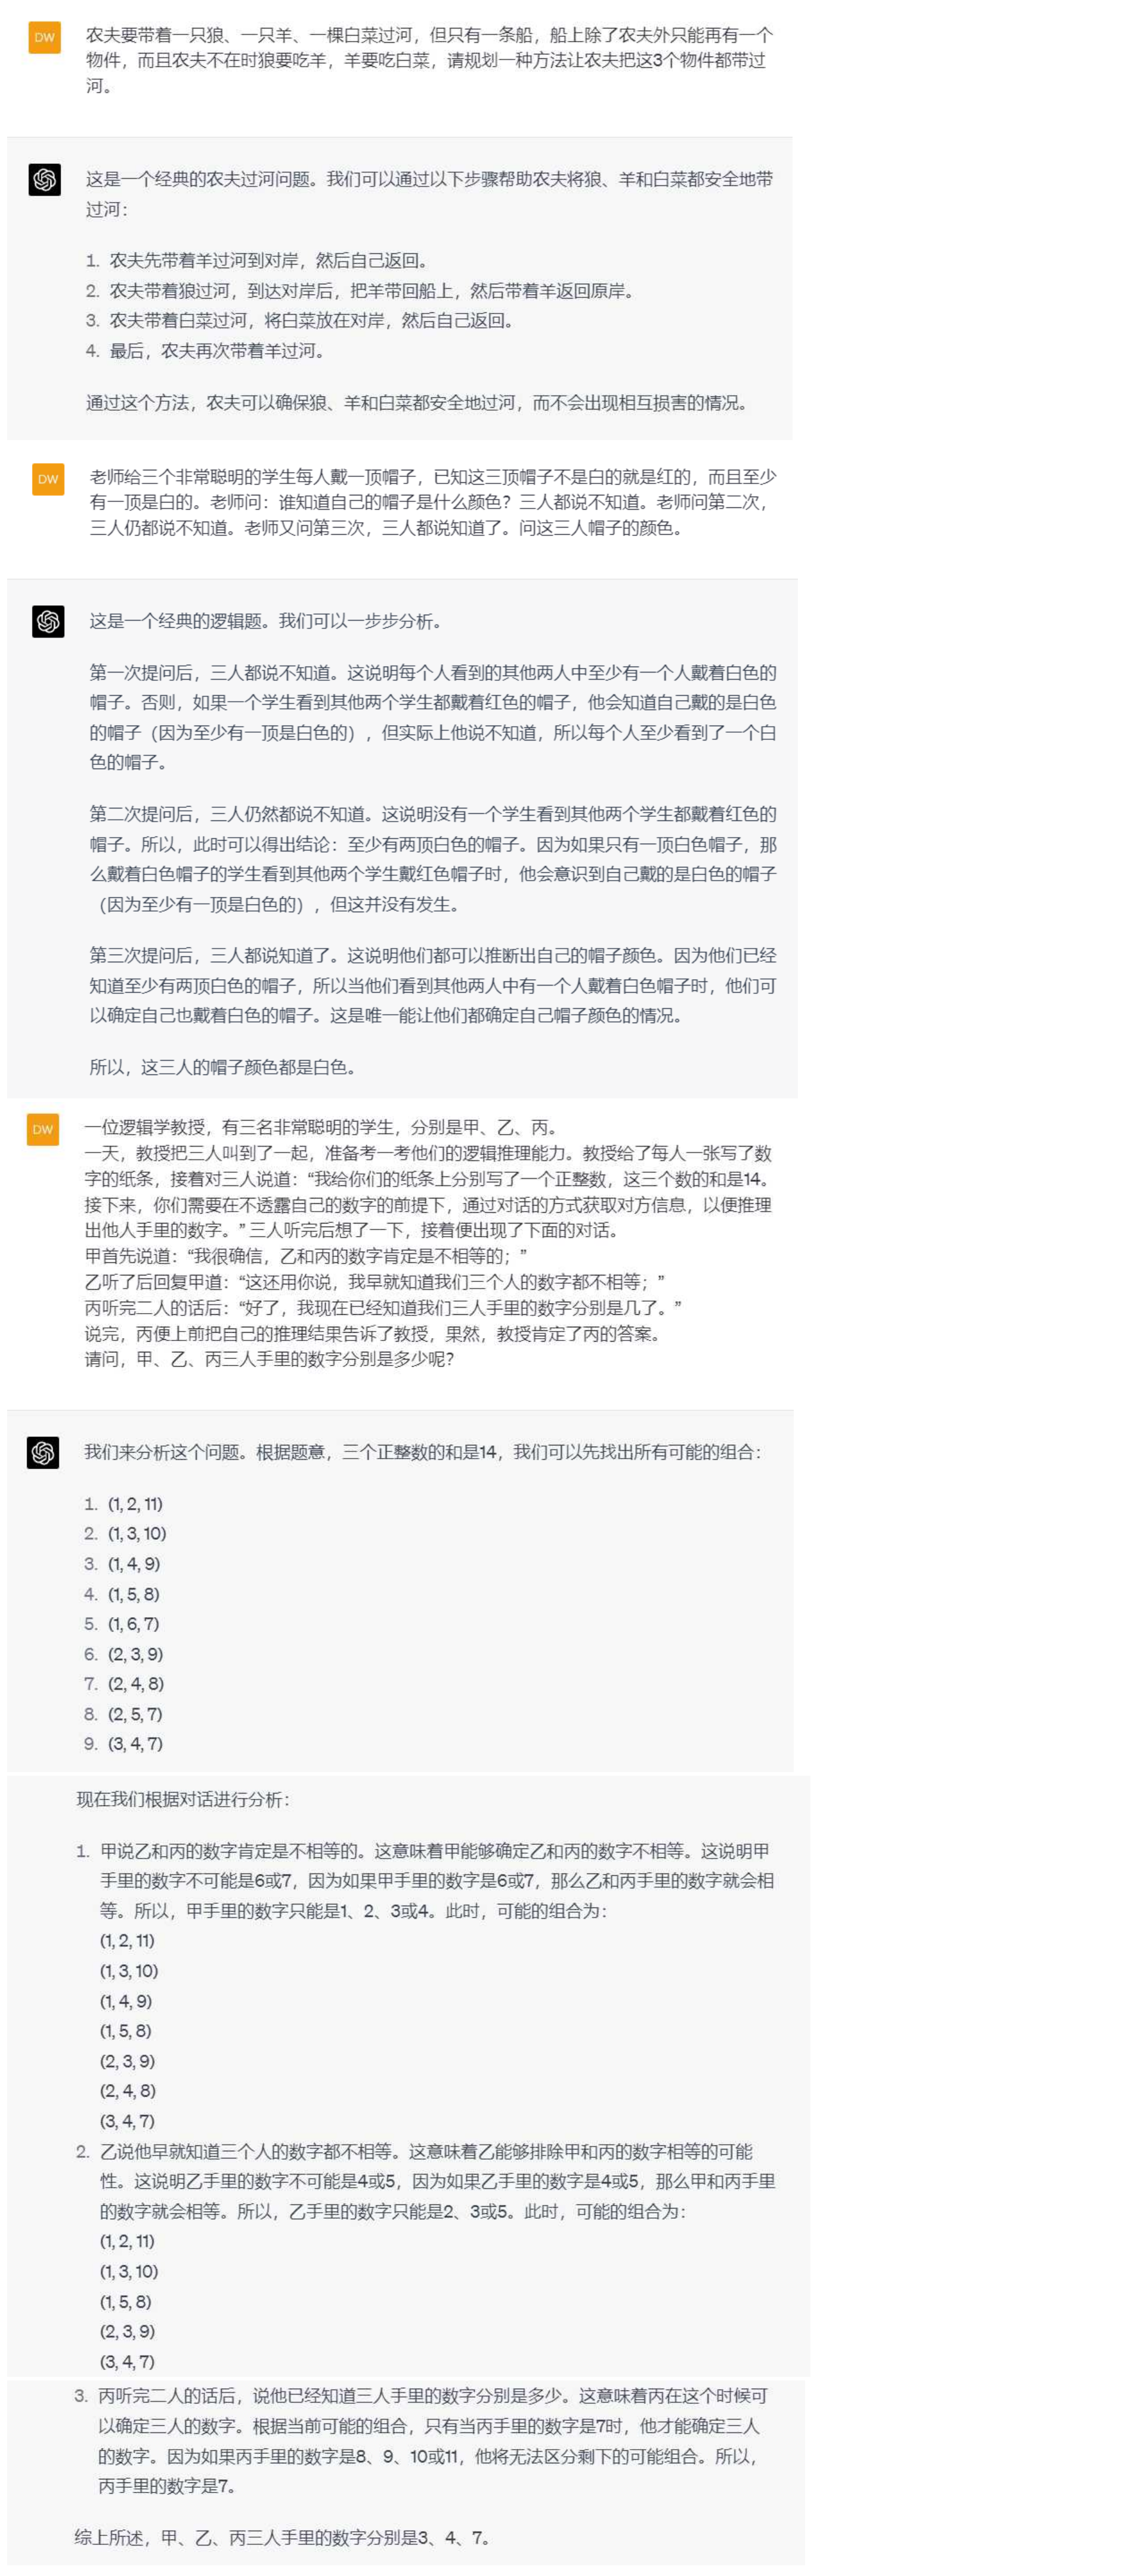 DW
农夫要带着一只狼、一只羊、一棵白菜过河，但只有一条船，船上除了农夫外只能再有一个
物件，而且农夫不在时狼要吃羊，羊要吃白菜，请规划一种方法让农夫把这3个物件都带过
河。
这是一个经典的农夫过河问题。我们可以通过以下步骤帮助农夫将狼、羊和白菜都安全地带
过河：
1. 农夫先带着羊过河到对岸，然后自己返回。
2. 农夫带着狼过河，到达对岸后，把羊带回船上，然后带着羊返回原岸。
3. 农夫带着白菜过河，将白菜放在对岸，然后自己返回。
4. 最后，农夫再次带着羊过河。
通过这个方法，农夫可以确保狼、羊和白菜都安全地过河，而不会出现相互损害的情况。
DW
老师给三个非常聪明的学生每人戴一顶帽子，已知这三顶帽子不是白的就是红的，而且至少
有一顶是白的。老师问：谁知道自己的帽子是什么颜色？三人都说不知道。老师问第二次，
三人仍都说不知道。老师又问第三次，三人都说知道了。问这三人帽子的颜色。
这是一个经典的逻辑题。我们可以一步步分析。
第一次提问后，三人都说不知道。这说明每个人看到的其他两人中至少有一个人戴着白色的
帽子。否则，如果一个学生看到其他两个学生都戴着红色的帽子，他会知道自己戴的是白色
的帽子（因为至少有一顶是白色的），但实际上他说不知道，所以每个人至少看到了一个白
色的帽子。
第二次提问后，三人仍然都说不知道。这说明没有一个学生看到其他两个学生都戴着红色的
帽子。所以，此时可以得出结论：至少有两顶白色的帽子。因为如果只有一顶白色帽子，那
么戴着白色帽子的学生看到其他两个学生戴红色帽子时，他会意识到自己戴的是白色的帽子
（因为至少有一顶是白色的），但这并没有发生。
第三次提问后，三人都说知道了。这说明他们都可以推断出自己的帽子颜色。因为他们已经
知道至少有两顶白色的帽子，所以当他们看到其他两人中有一个人戴着白色帽子时，他们可
以确定自己也戴着白色的帽子。这是唯一能让他们都确定自己帽子颜色的情况。
所以，这三人的帽子颜色都是白色。
DW
一位逻辑学教授，有三名非常聪明的学生，分别是甲、乙、丙。
一天，教授把三人叫到了一起，准备考一考他们的逻辑推理能力。教授给了每人一张写了数
字的纸条，接着对三人说道：“我给你们的纸条上分别写了一个正整数，这三个数的和是14。
接下来，你们需要在不透露自己的数字的前提下，通过对话的方式获取对方信息，以便推理
出他人手里的数字。” 三人听完后想了一下，接着便出现了下面的对话。
甲首先说道：“我很确信，乙和丙的数字肯定是不相等的；”
乙听了后回复甲道：“这还用你说，我早就知道我们三个人的数字都不相等；”
丙听完二人的话后：“好了，我现在已经知道我们三人手里的数字分别是几了。”
说完，丙便上前把自己的推理结果告诉了教授，果然，教授肯定了丙的答案。
请问，甲、乙、丙三人手里的数字分别是多少呢？
我们来分析这个问题。根据题意，三个正整数的和是14，我们可以先找出所有可能的组合：
1. (1, 2, 11)
2. (1, 3, 10)
3. (1, 4, 9)
4. (1, 5, 8)
5. (1, 6, 7)
6. (2, 3, 9)
7. (2, 4, 8)
8. (2, 5, 7)
9. (3, 4, 7)
现在我们根据对话进行分析：
1. 甲说乙和丙的数字肯定是不相等的。这意味着甲能够确定乙和丙的数字不相等。这说明甲
手里的数字不可能是6或7，因为如果甲手里的数字是6或7，那么乙和丙手里的数字就会相
等。所以，甲手里的数字只能是1、2、3或4。此时，可能的组合为：
(1, 2, 11)
(1, 3, 10)
(1, 4, 9)
(1, 5, 8)
(2, 3, 9)
(2, 4, 8)
(3, 4, 7)
2. 乙说他早就知道三个人的数字都不相等。这意味着乙能够排除甲和丙的数字相等的可能
性。这说明乙手里的数字不可能是4或5，因为如果乙手里的数字是4或5，那么甲和丙手里
的数字就会相等。所以，乙手里的数字只能是2、3或5。此时，可能的组合为：
(1, 2, 11)
(1, 3, 10)
(1, 5, 8)
(2, 3, 9)
(3, 4, 7)
3. 丙听完二人的话后，说他已经知道三人手里的数字分别是多少。这意味着丙在这个时候可
以确定三人的数字。根据当前可能的组合，只有当丙手里的数字是7时，他才能确定三人
的数字。因为如果丙手里的数字是8、9、10或11，他将无法区分剩下的可能组合。所以，
丙手里的数字是7。
综上所述，甲、乙、丙三人手里的数字分别是3、4、7。